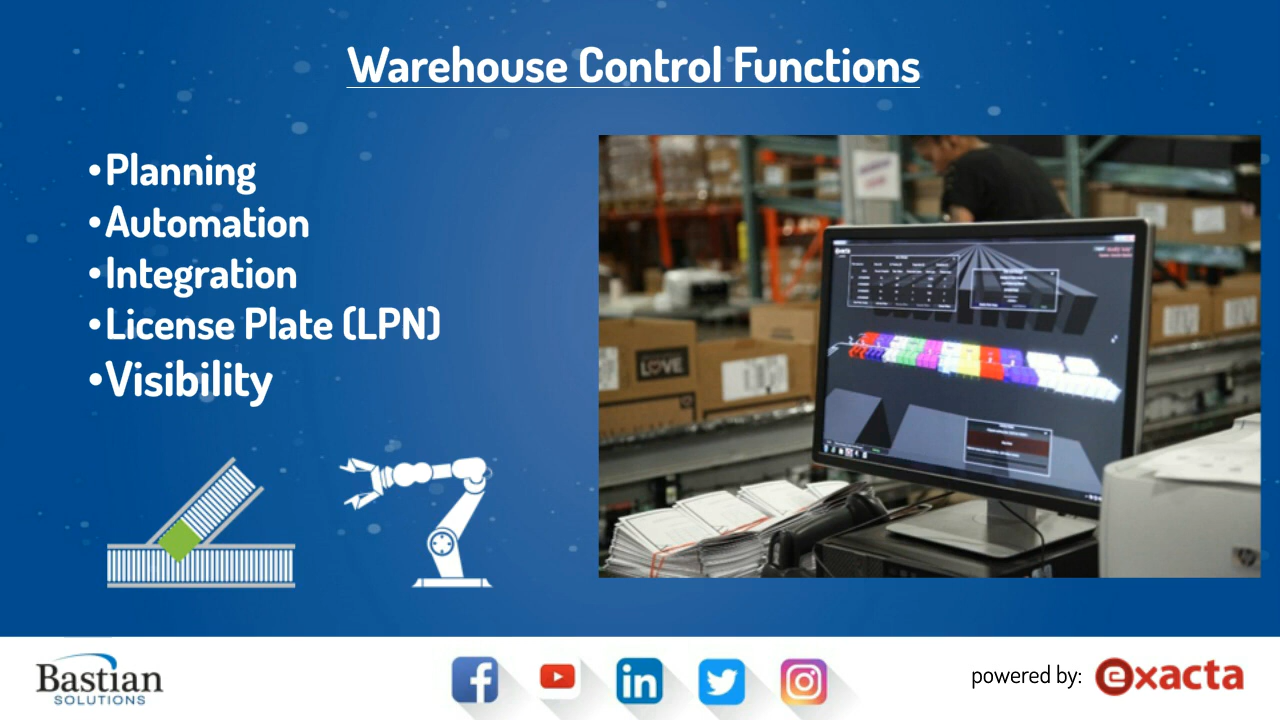 Warehouse Control Functions
•Planning
•Automation
•Integration
•License Plate (LPN)
•Visibility
LOVE
Bastian
SOLUTIONS
powered by: exacta